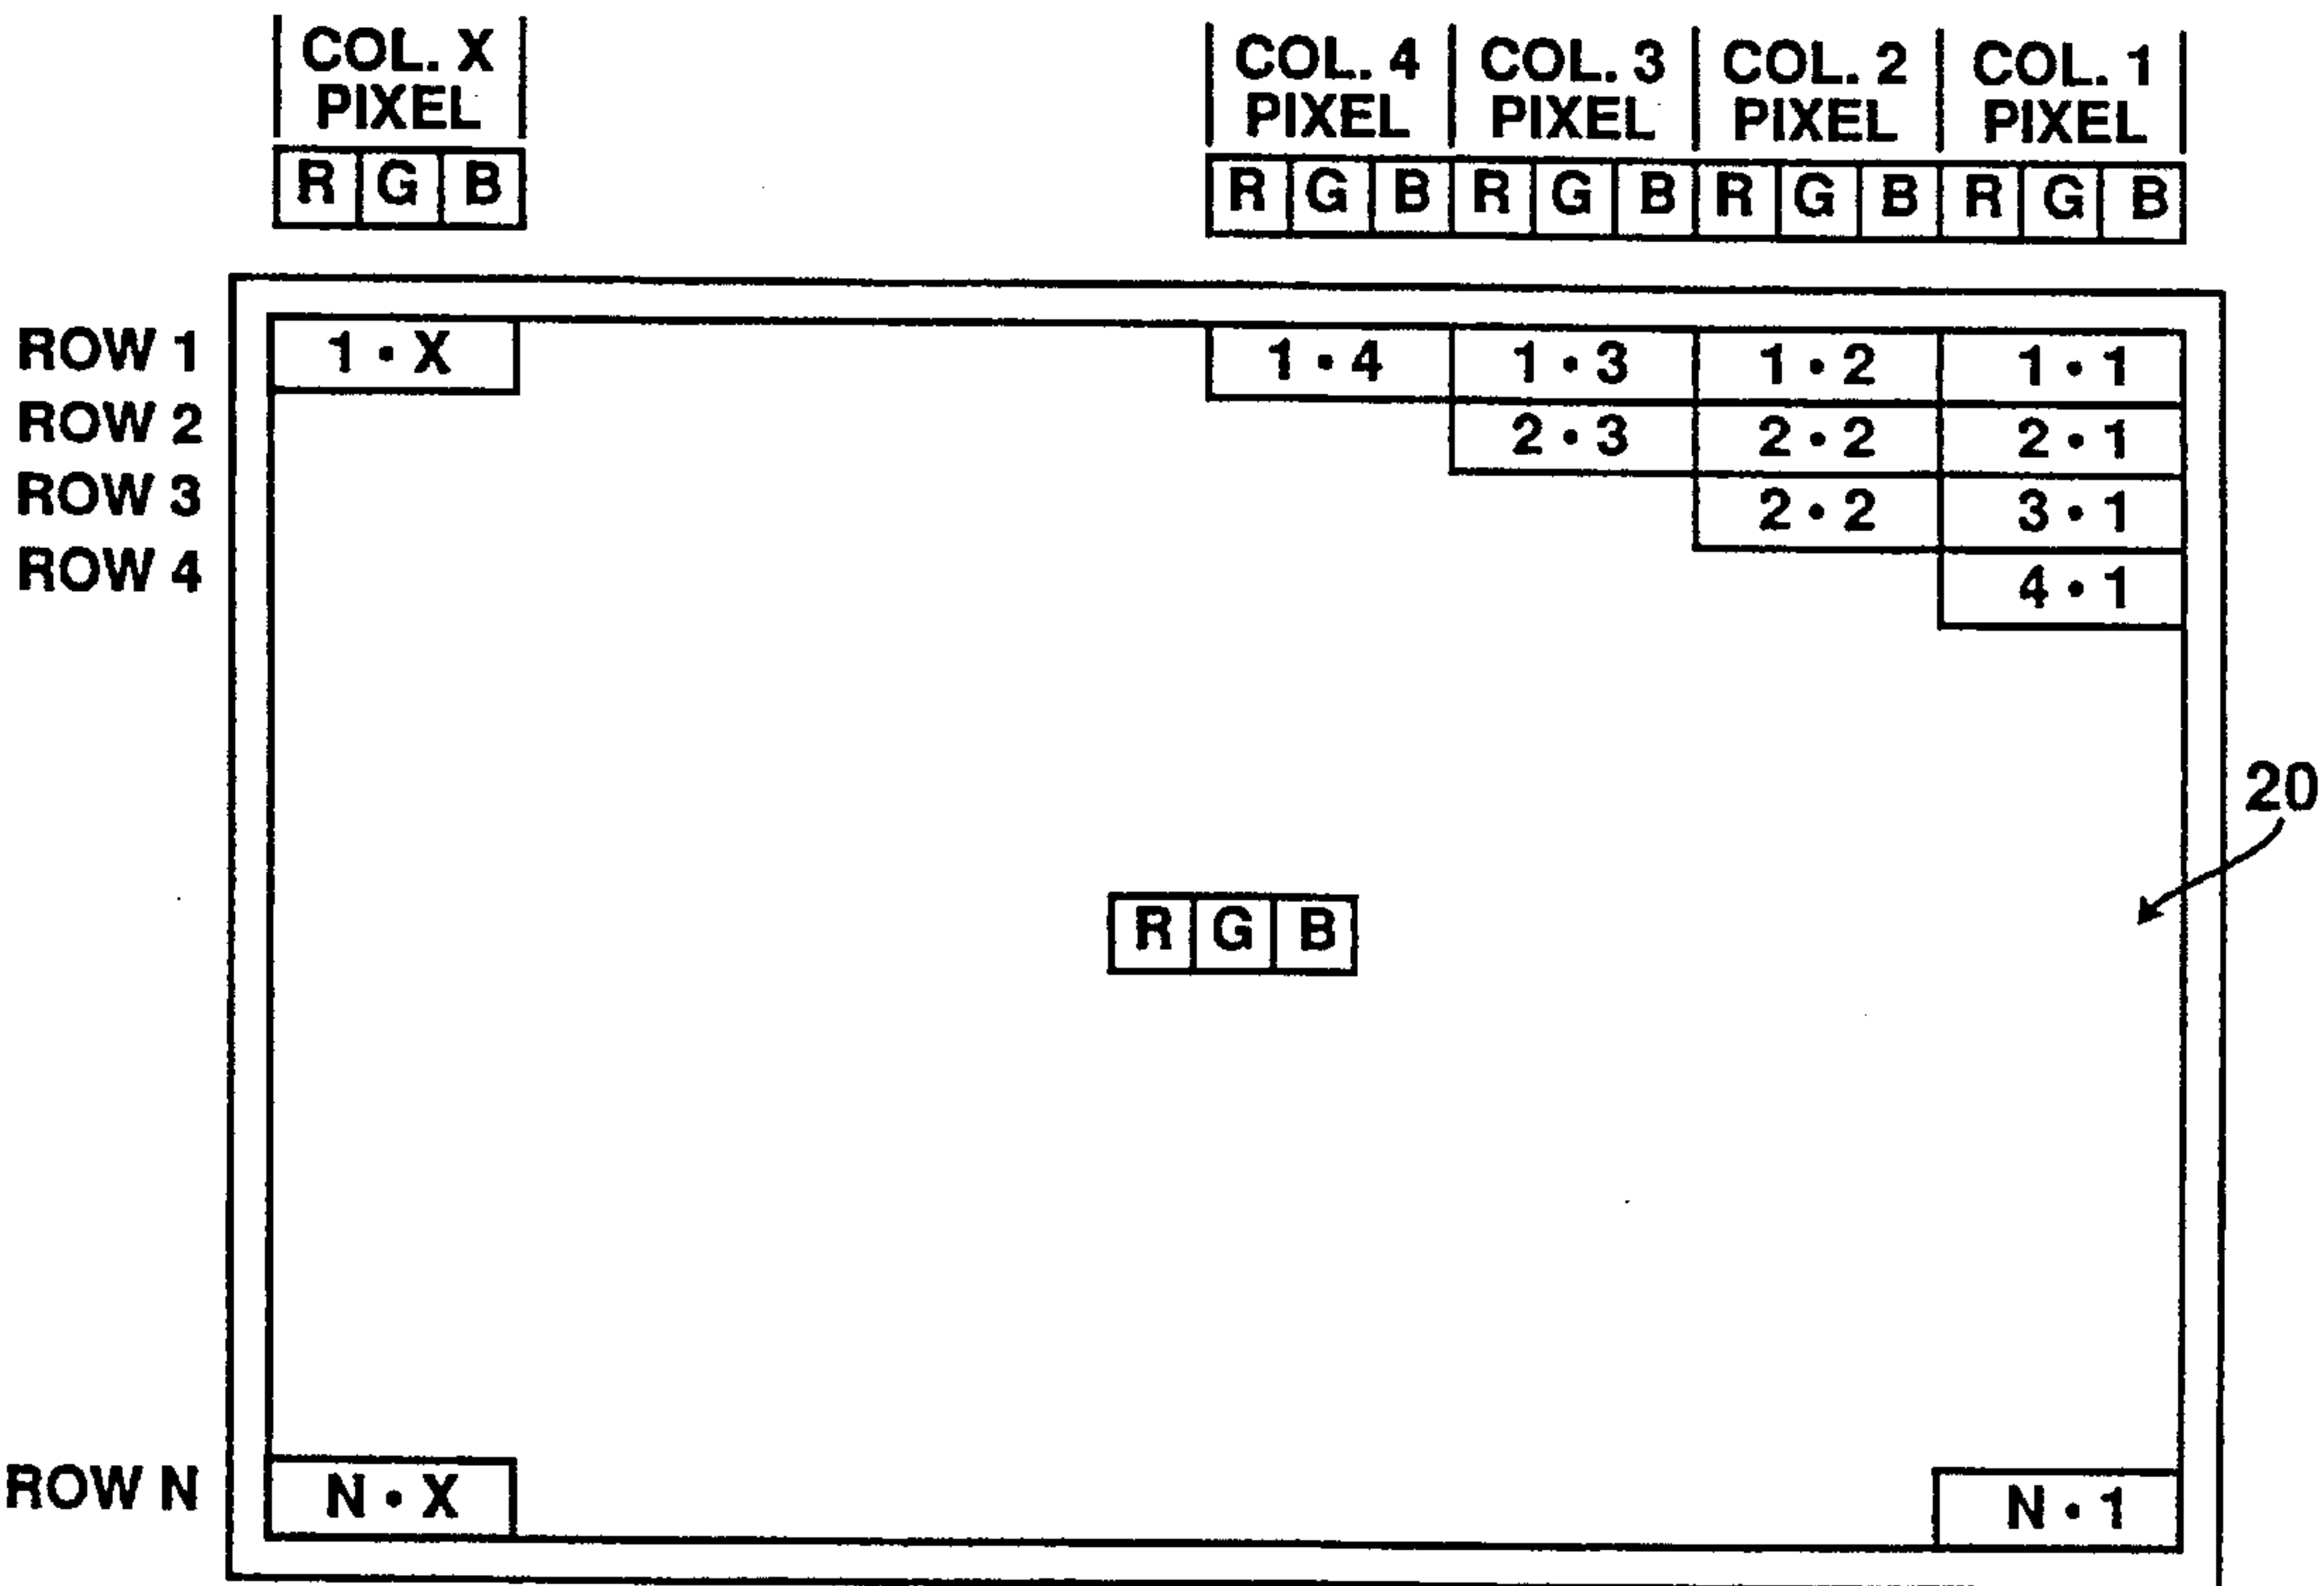 COL. X PIXEL COL. 4 PIXEL COL. 3 PIXEL COL. 2 PIXEL COL. 1 PIXEL
R G B R G B R G B R G B R G B
ROW 1 1•X 1•4 1•3 1•2 1•1
ROW 2 2•3 2•2 2•1
ROW 3 2•2 3•1
ROW 4 4•1
20
R G B
ROW N N•X N•1